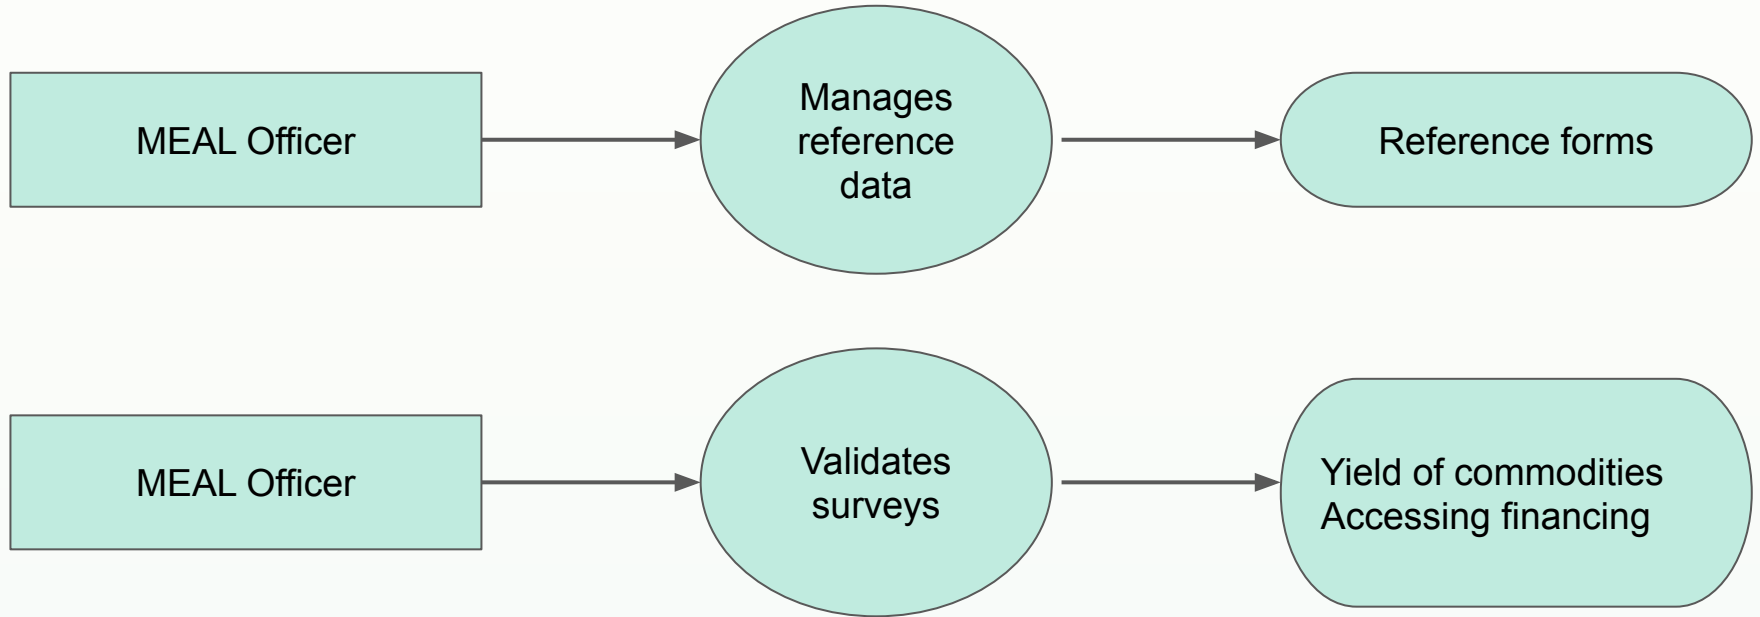 MEAL Officer
Manages
reference
data
Reference forms
MEAL Officer
Validates
surveys
Yield of commodities
Accessing financing